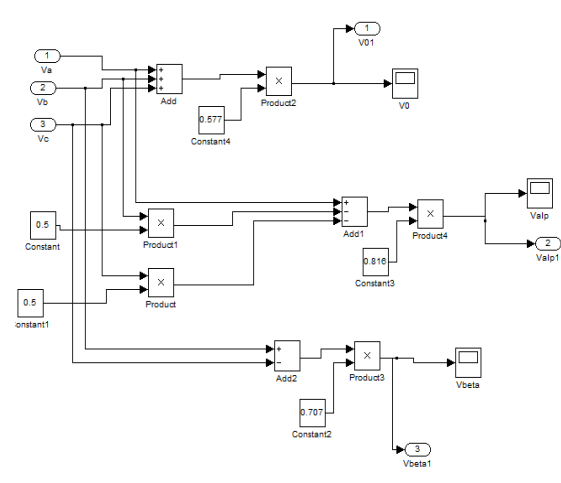 1
V01
1
Va
+
+
+
Add
×
Product2
V0
2
Vb
3
Vc
0.577
Constant4
Valp
+
−
−
Add1
×
Product4
2
Valp1
0.5
Constant
×
Product1
0.816
Constant3
0.5
onstant1
×
Product
+
−
Add2
×
Product3
Vbeta
0.707
Constant2
3
Vbeta1